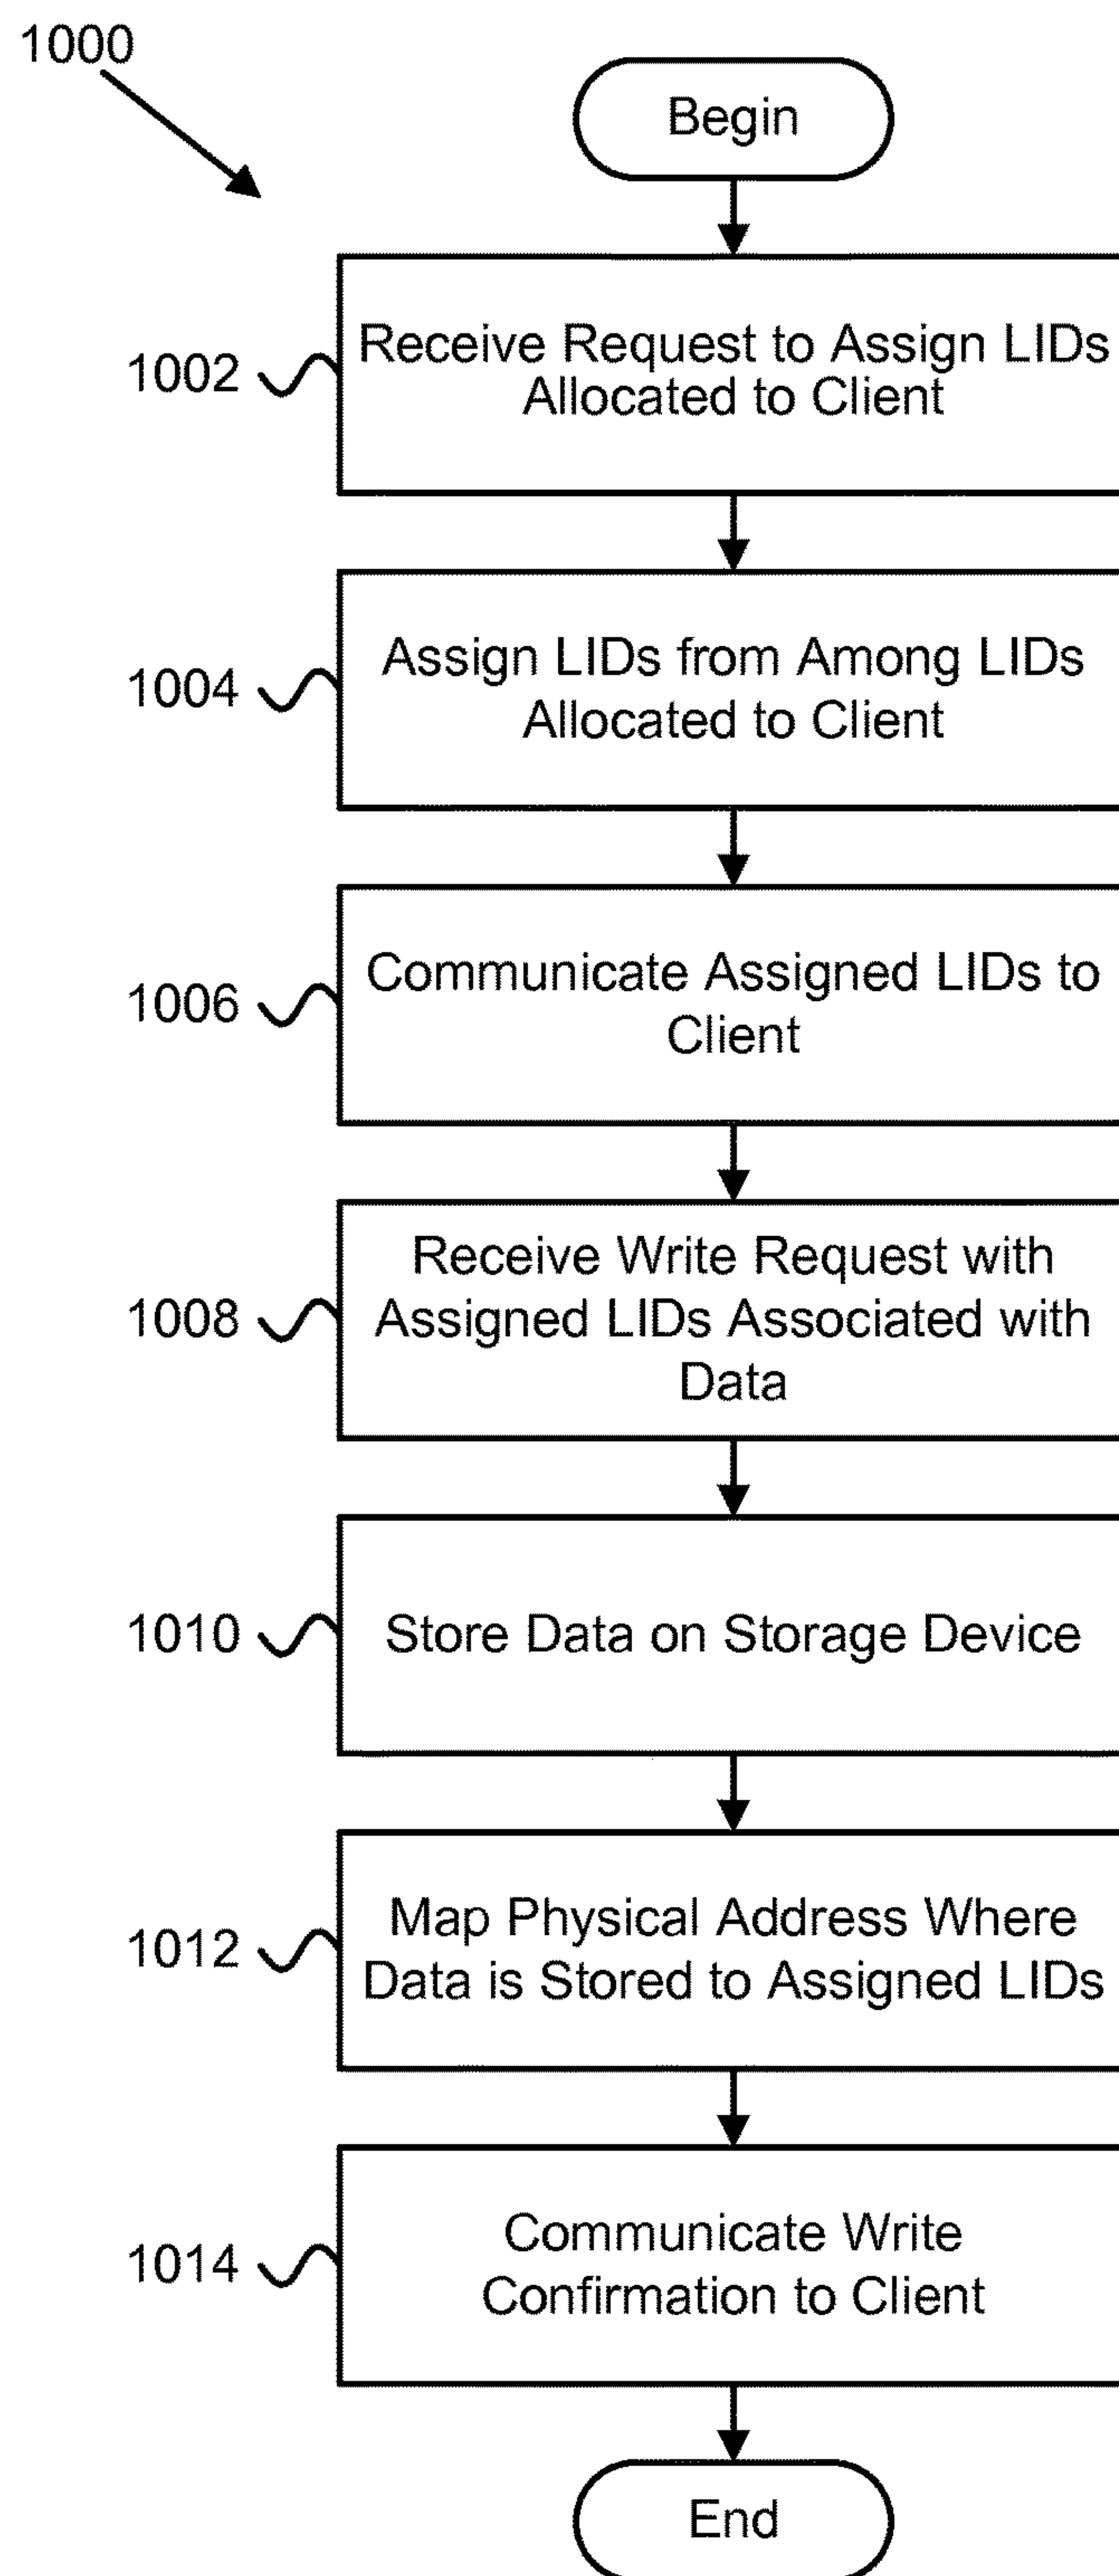 1000
Begin
1002
Receive Request to Assign LIDs
Allocated to Client
1004
Assign LIDs from Among LIDs
Allocated to Client
1006
Communicate Assigned LIDs to
Client
1008
Receive Write Request with
Assigned LIDs Associated with
Data
1010
Store Data on Storage Device
1012
Map Physical Address Where
Data is Stored to Assigned LIDs
1014
Communicate Write
Confirmation to Client
End